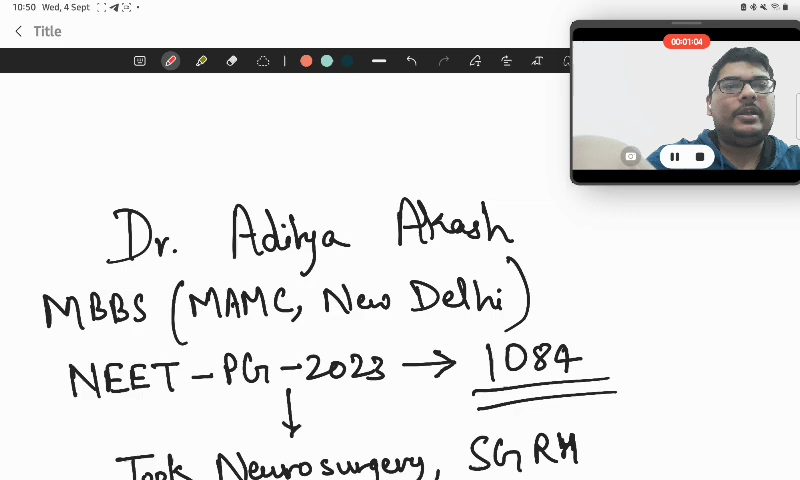 10:50 Wed, 4 Sept
Title
00:01:04
Dr. Aditya Akash
MBBS (MAMC, New Delhi)
NEET-PG-2023 → 1084
↓
Took Neurosurgery, SGRH